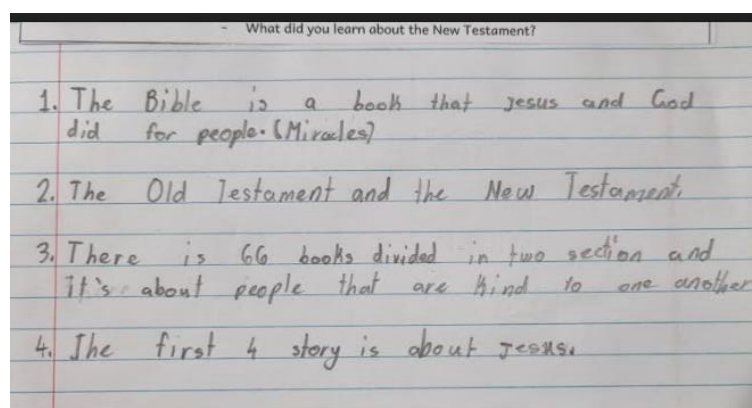 - What did you learn about the New Testament?
1. The Bible is a book that Jesus and God
did for people. (Miracles)
2. The Old Testament and the New Testament.
3. There is 66 books divided in two section and
it's about people that are kind to one another
4. The first 4 story is about Jesus.